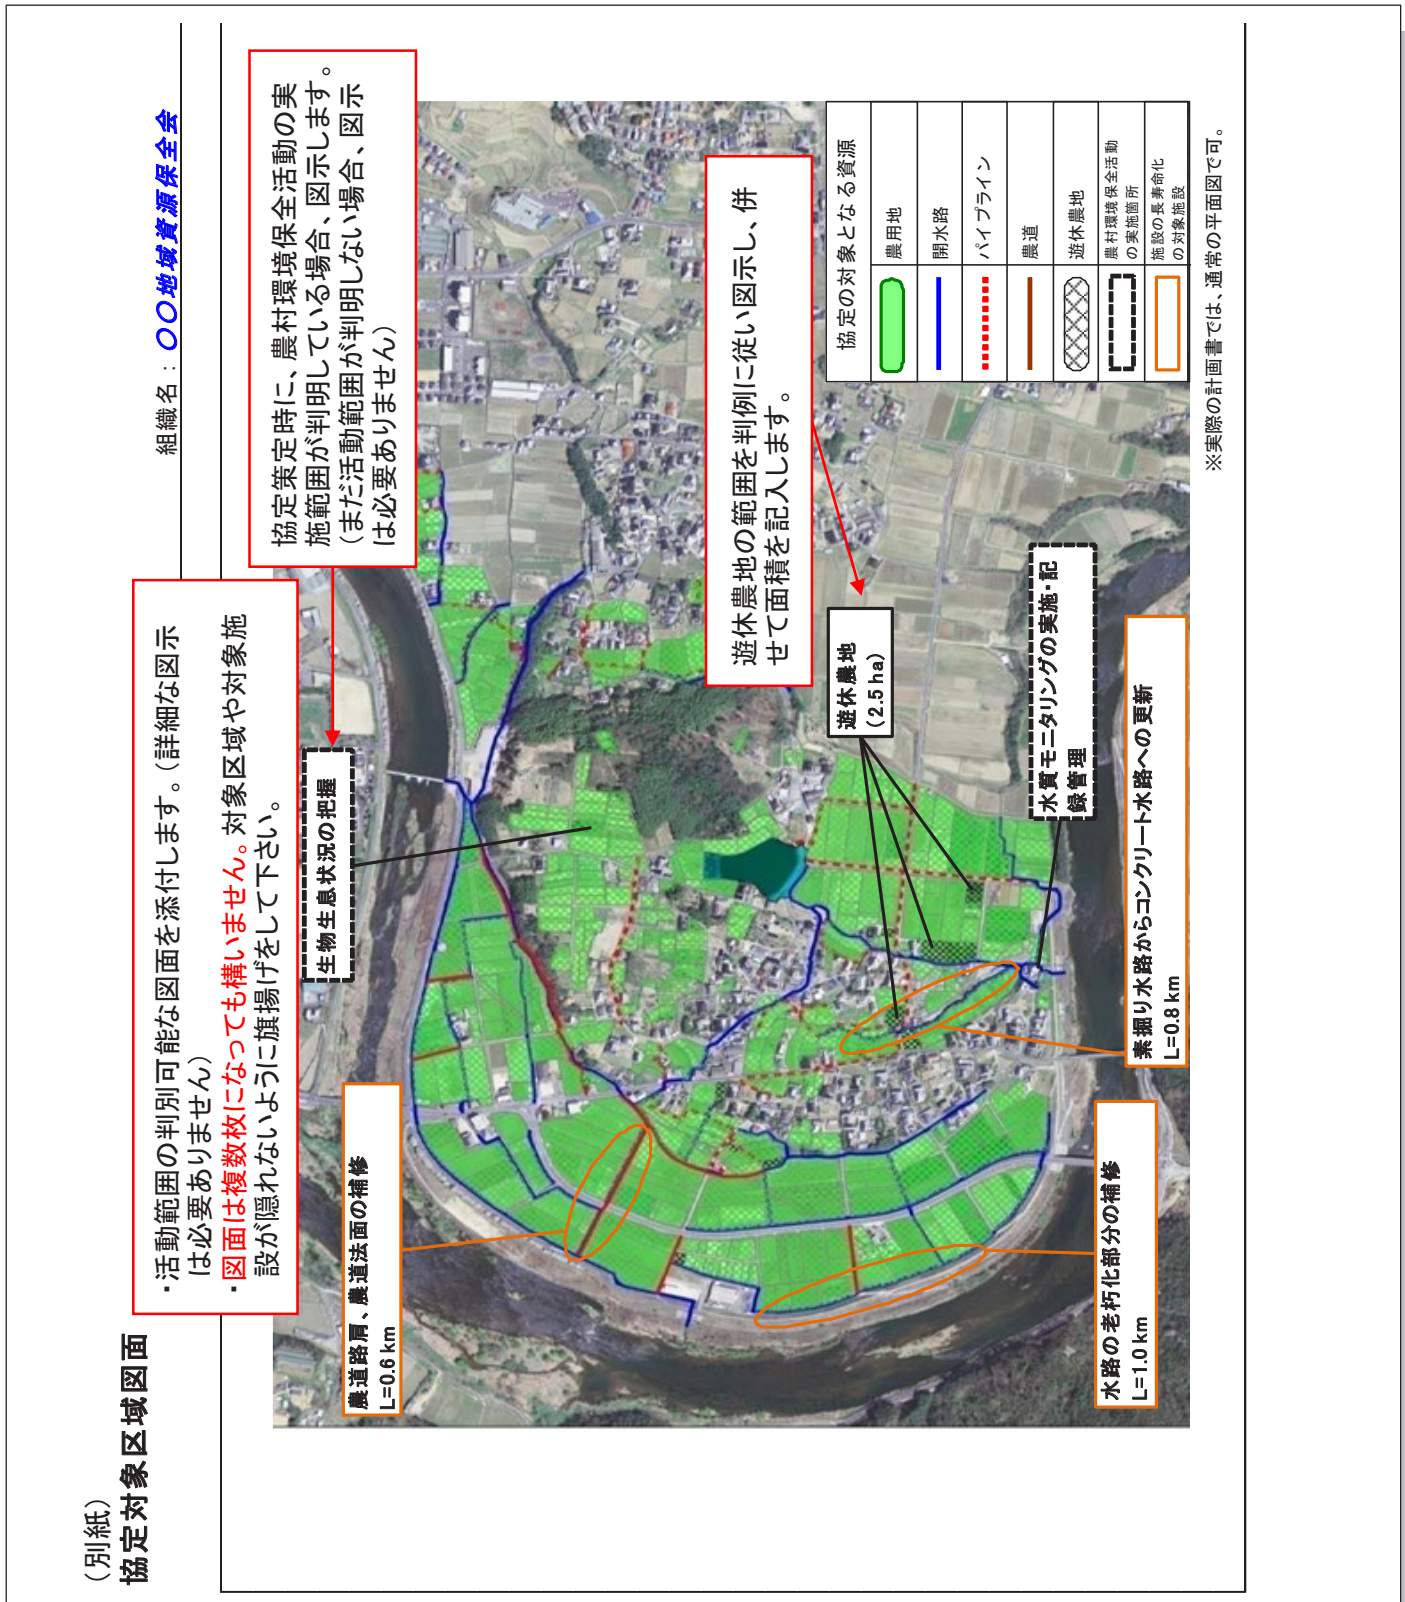 （別紙）
協定対象区域図面
組織名：〇〇地域資源保全会
・活動範囲の判別可能な図面を添付します。（詳細な図示
は必要ありません）
・図面は複数枚になっても構いません。対象区域や対象施
設が隠れないように旗揚げをして下さい。
協定策定時に、農村環境保全活動の実
施範囲が判明している場合、図示します。
（まだ活動範囲が判明しない場合、図示
は必要ありません）
生物生息状況の把握
農道路肩、農道法面の補修
L=0.6 km
遊休農地の範囲を判例に従い図示し、併
せて面積を記入します。
遊休農地
（2.5 ha）
水質モニタリングの実施・記
録管理
素掘り水路からコンクリート水路への更新
L=0.8 km
水路の老朽化部分の補修
L=1.0 km
協定の対象となる資源
農用地
開水路
パイプライン
農道
遊休農地
農村環境保全活動
の実施箇所
施設の長寿命化
の対象施設
※実際の計画書では、通常の平面図で可。